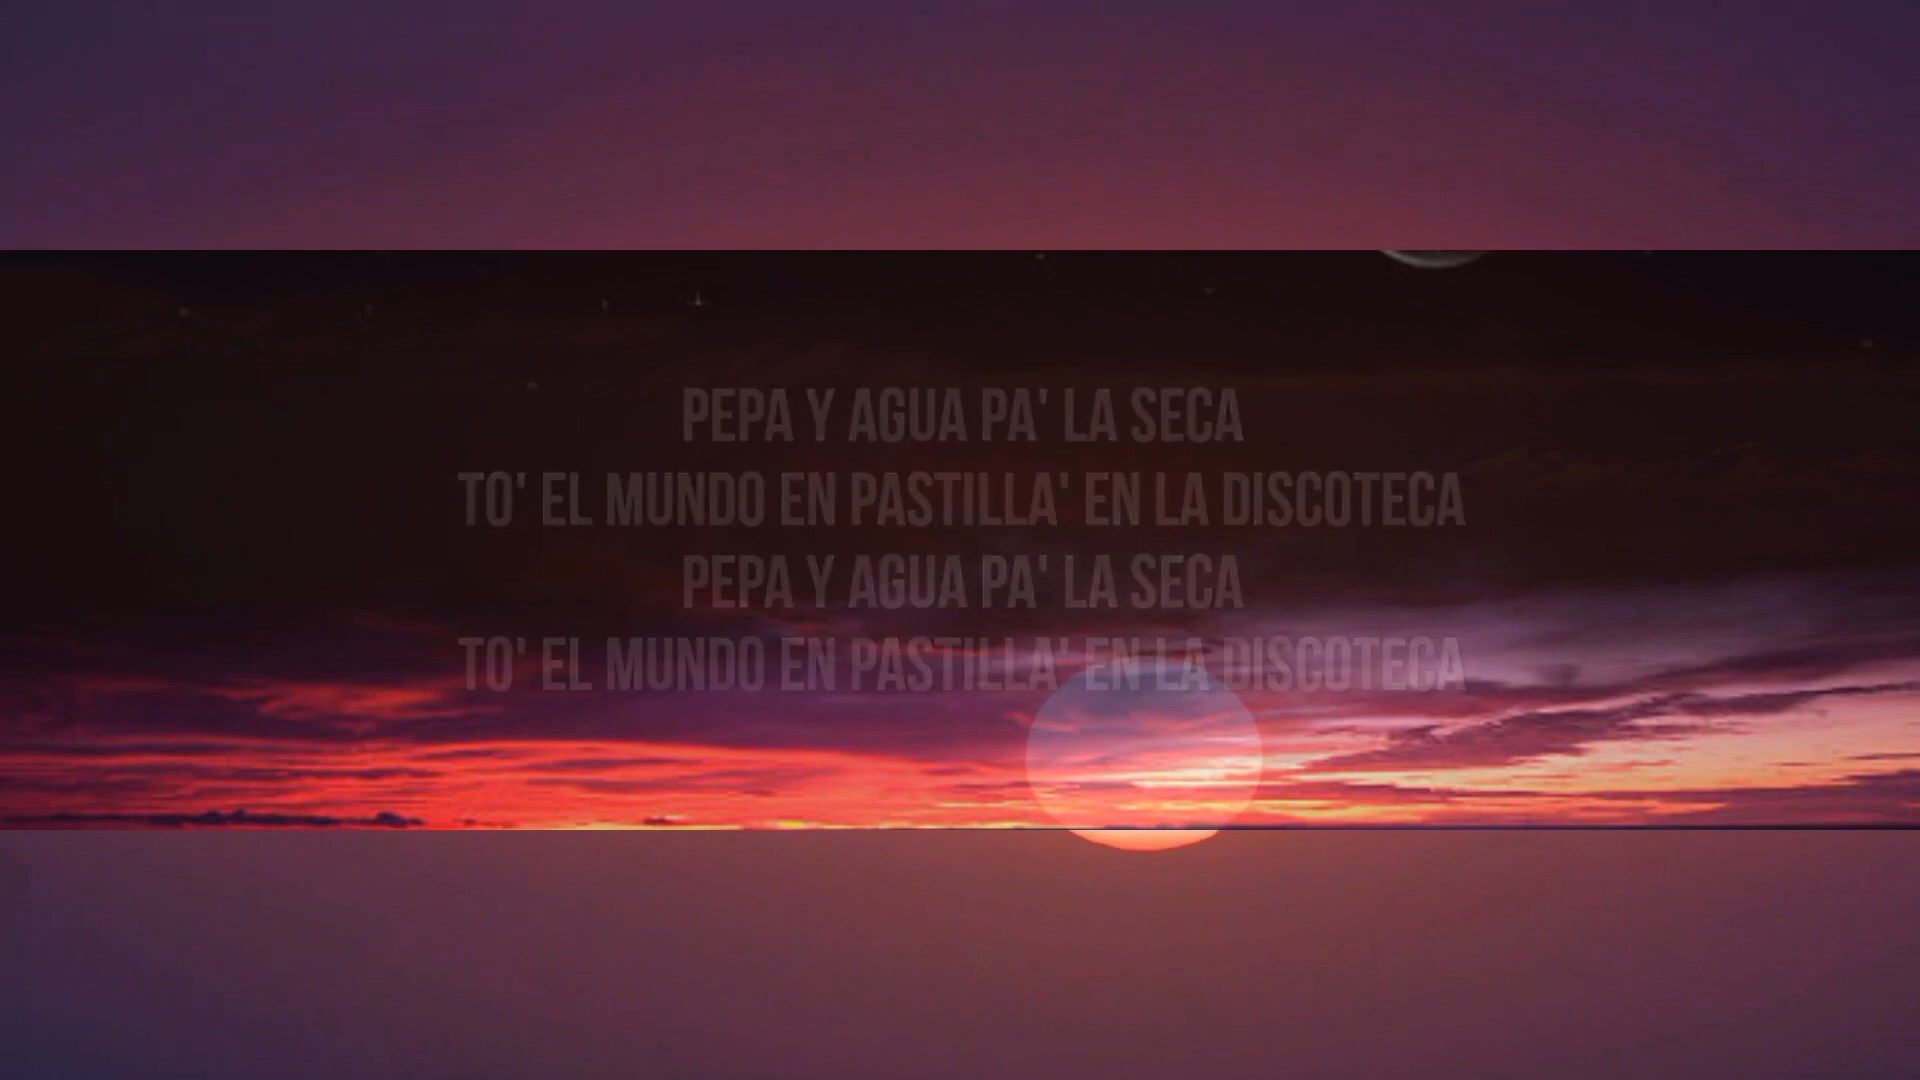 PEPA Y AGUA PA' LA SECA
TO' EL MUNDO EN PASTILLA' EN LA DISCOTECA
PEPA Y AGUA PA' LA SECA
TO' EL MUNDO EN PASTILLA' EN LA DISCOTECA